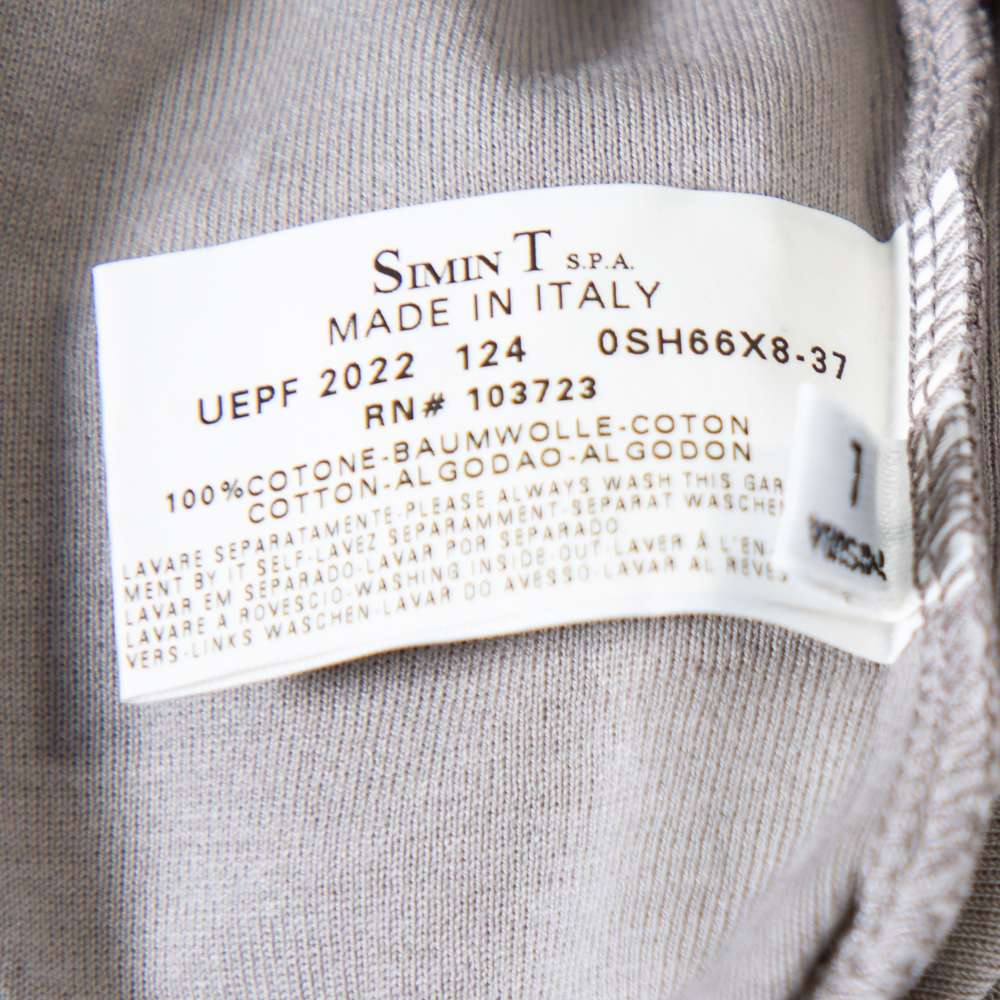 SIMIN T S.P.A.
MADE IN ITALY
UEPF 2022 124 0SH66X8-37
RN# 103723
100%COTONE-BAUMWOLLE-COTON
COTTON-ALGODAO-ALGODON
LAVARE SEPARATAMENTE-PLEASE ALWAYS WASH THIS GAR
MENT BY IT SELF-LAVEZ SEPARAMMENT-SEPARAT WASCHEN
LAVAR EM SEPARADO-LAVAR POR SEPARADO
LAVARE A ROVESCIO-WASHING INSIDE-OUT-LAVER À L'EN
VERS-LINKS WASCHEN-LAVAR DO AVESSO-LAVAR AL REVES
1